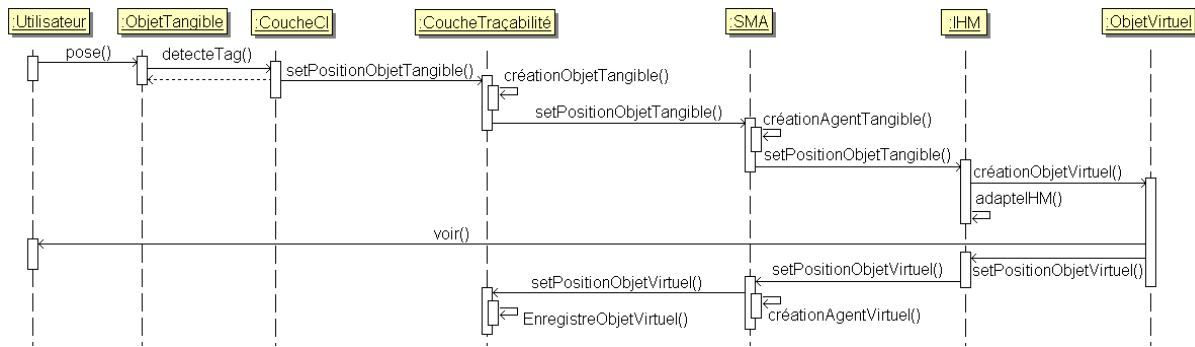 :Utilisateur
:ObjetTangible
:CoucheCI
:CoucheTraçabilité
:SMA
:IHM
:ObjetVirtuel
pose()
detecteTag()
setPositionObjetTangible()
créationObjetTangible()
setPositionObjetTangible()
créationAgentTangible()
setPositionObjetTangible()
créationObjetVirtuel()
adapteIHM()
voir()
setPositionObjetVirtuel()
setPositionObjetVirtuel()
setPositionObjetVirtuel()
créationAgentVirtuel()
EnregistreObjetVirtuel()